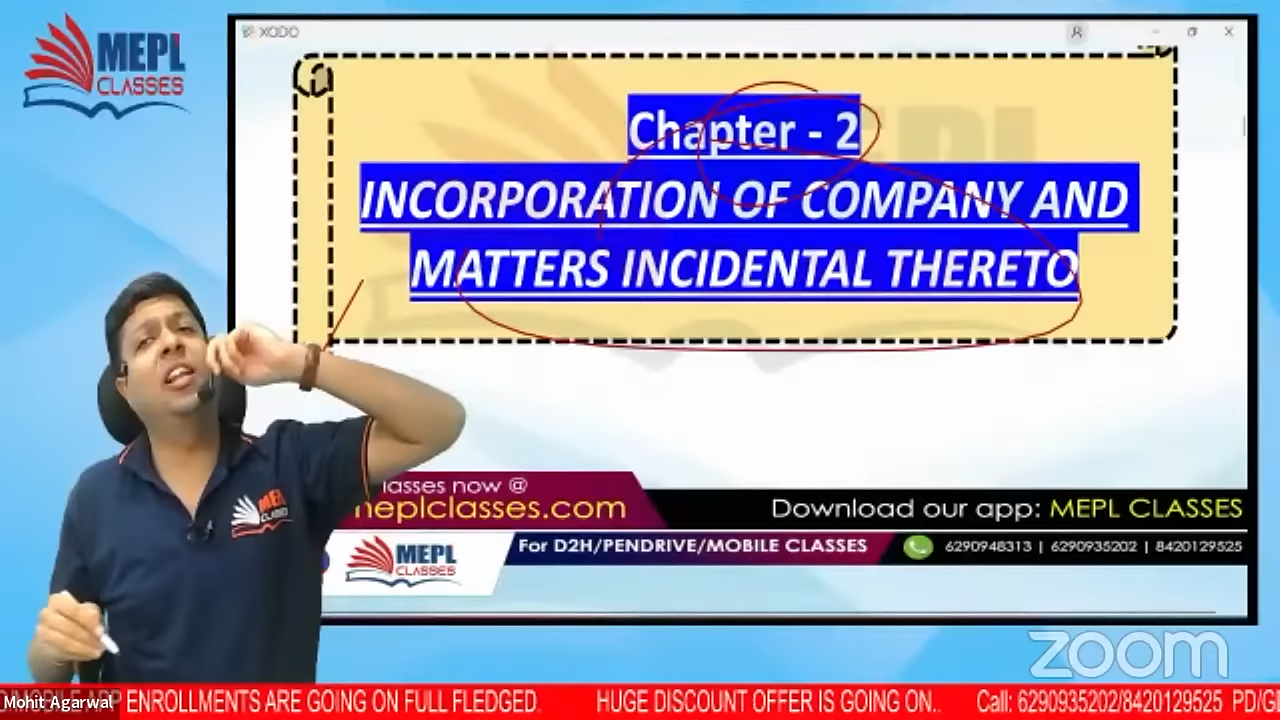 MEPL
CLASSES
XODO
Chapter - 2
INCORPORATION OF COMPANY AND
MATTERS INCIDENTAL THERETO
MEPL
CLASSES
lasses now @
meplclasses.com
Download our app: MEPL CLASSES
MEPL
CLASSES
For D2H/PENDRIVE/MOBILE CLASSES
6290948313 | 6290935202 | 8420129525
zoom
Mohit Agarwal
ENROLLMENTS ARE GOING ON FULL FLEDGED. HUGE DISCOUNT OFFER IS GOING ON.. Call: 6290935202/8420129525 PD/G